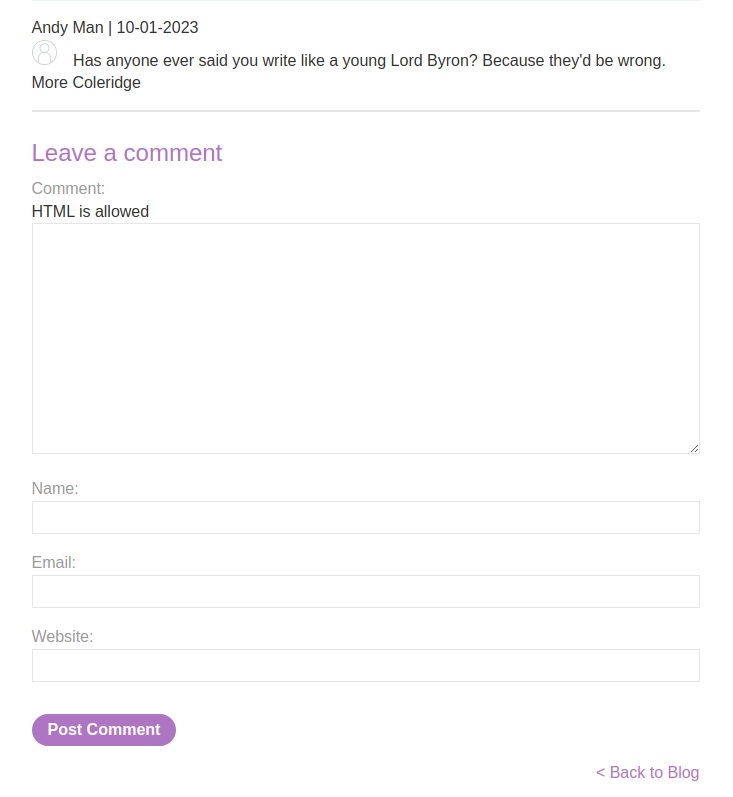 Andy Man | 10-01-2023
Has anyone ever said you write like a young Lord Byron? Because they'd be wrong.
More Coleridge
Leave a comment
Comment:
HTML is allowed
Name:
Email:
Website:
Post Comment
< Back to Blog